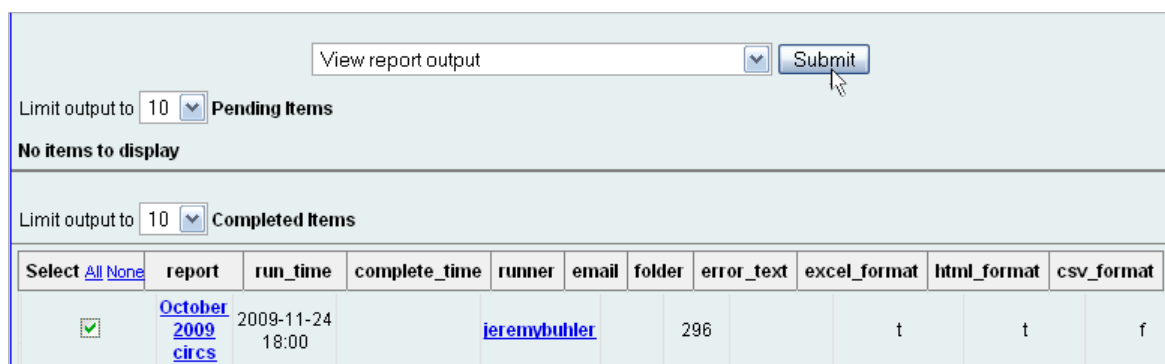 View report output Submit
Limit output to 10 Pending Items
No items to display
Limit output to 10 Completed Items
Select All None report run_time complete_time runner email folder error_text excel_format html_format csv_format
October 2009 circs 2009-11-24 18:00 jeremybuhler 296 t t f